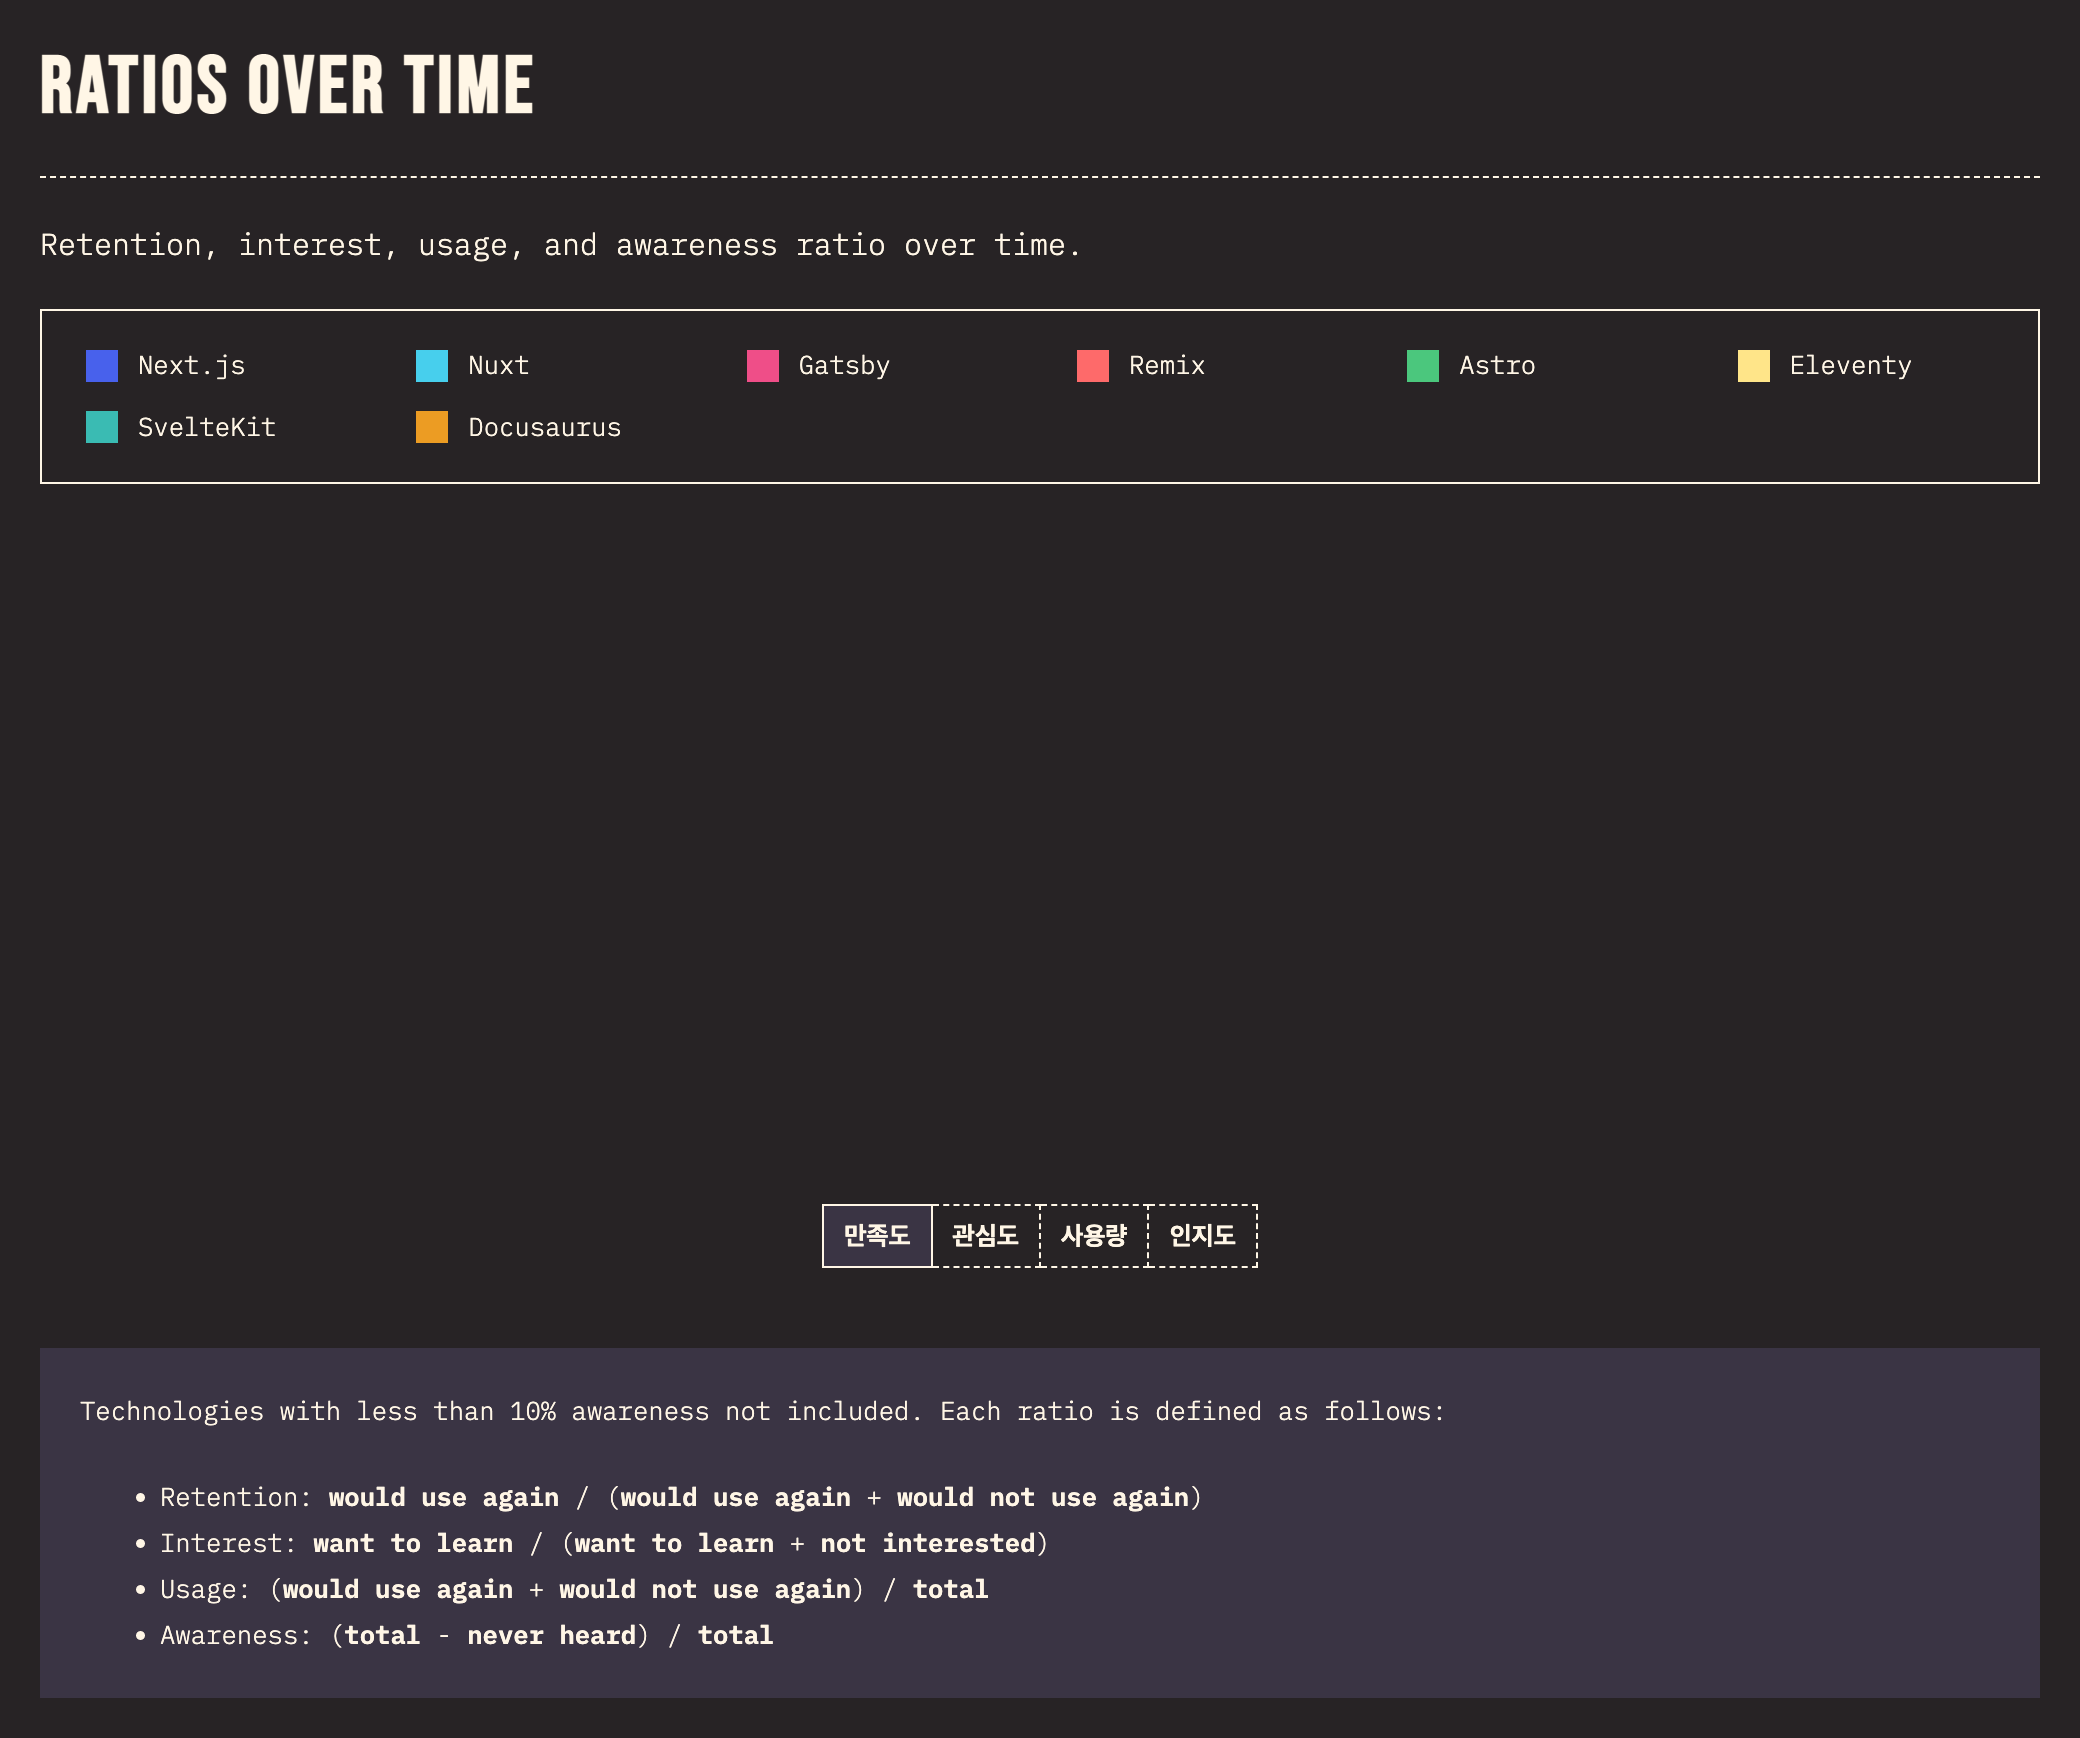 RATIOS OVER TIME
Retention, interest, usage, and awareness ratio over time.
Next.js Nuxt Gatsby Remix Astro Eleventy
SvelteKit Docusaurus
만족도 관심도 사용량 인지도
Technologies with less than 10% awareness not included. Each ratio is defined as follows:
• Retention: would use again / (would use again + would not use again)
• Interest: want to learn / (want to learn + not interested)
• Usage: (would use again + would not use again) / total
• Awareness: (total - never heard) / total